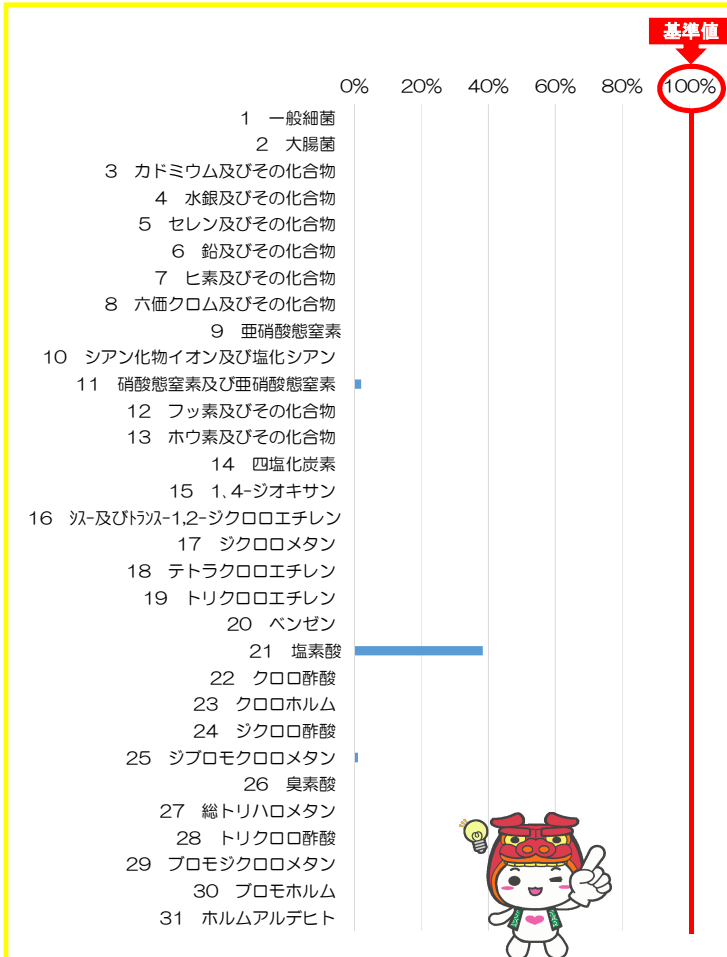 基準値
0% 20% 40% 60% 80% 100%
1 一般細菌
2 大腸菌
3 カドミウム及びその化合物
4 水銀及びその化合物
5 セレン及びその化合物
6 鉛及びその化合物
7 ヒ素及びその化合物
8 六価クロム及びその化合物
9 亜硝酸態窒素
10 シアン化物イオン及び塩化シアン
11 硝酸態窒素及び亜硝酸態窒素
12 フッ素及びその化合物
13 ホウ素及びその化合物
14 四塩化炭素
15 1、4-ジオキサン
16 ｼｽ-及びﾄﾗﾝｽ-1,2-ジクロロエチレン
17 ジクロロメタン
18 テトラクロロエチレン
19 トリクロロエチレン
20 ベンゼン
21 塩素酸
22 クロロ酢酸
23 クロロホルム
24 ジクロロ酢酸
25 ジブロモクロロメタン
26 臭素酸
27 総トリハロメタン
28 トリクロロ酢酸
29 ブロモジクロロメタン
30 ブロモホルム
31 ホルムアルデヒト